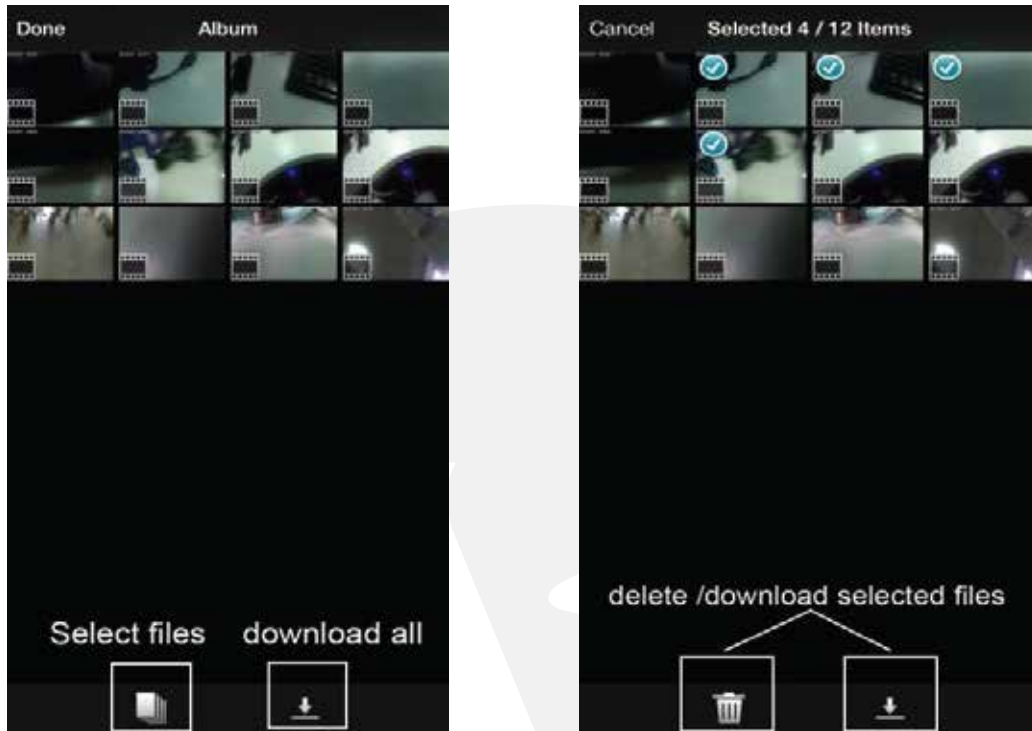 Done Album
Select files download all
Cancel Selected 4 / 12 Items
delete /download selected files